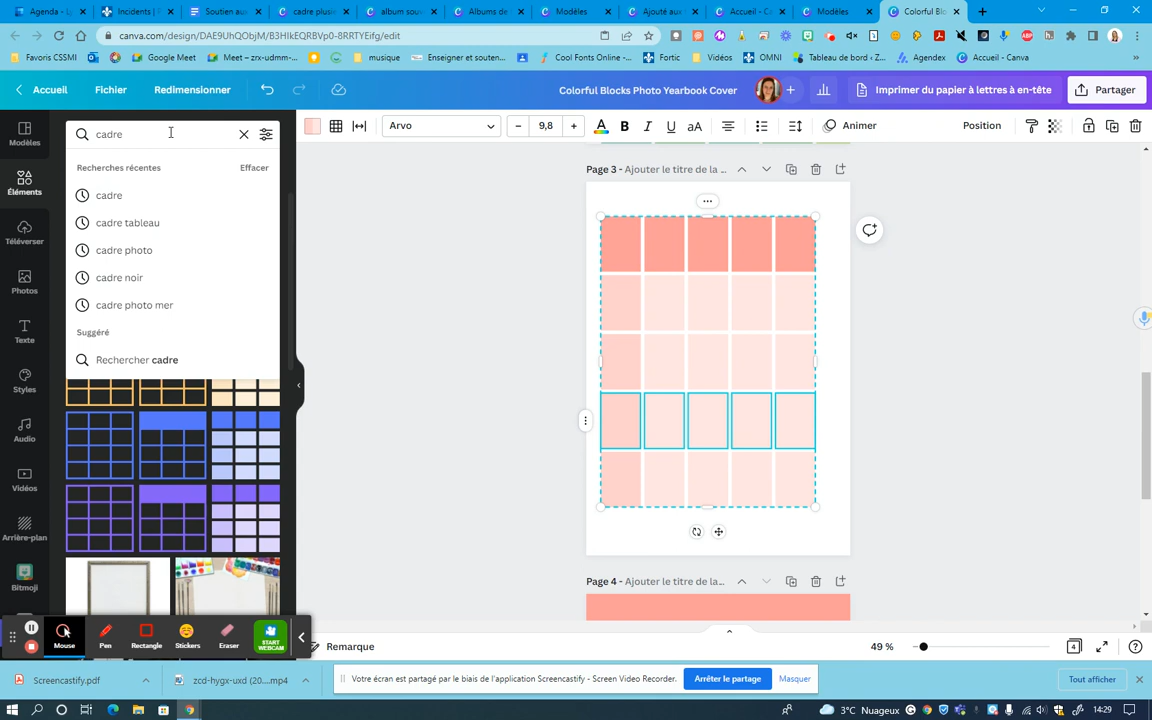 Agenda - L
Incidents | P
Soutien aux
cadre plusie
album souv
Albums de
Modèles
Ajouté aux
Accueil - Ca
Modèles
Colorful Blo
canva.com/design/DAE9UhQObjM/B3HIkEQRBVp0-8RRTYEifg/edit
Favoris CSSMI
Google Meet
Meet – zrx-udmm-...
musique
Enseigner et souten...
Cool Fonts Online -...
Fortic
Vidéos
OMNI
Tableau de bord ‹ Z...
Agendex
Accueil - Canva
Accueil
Fichier
Redimensionner
Colorful Blocks Photo Yearbook Cover
Imprimer du papier à lettres à en-tête
Partager
Modèles
Éléments
Téléverser
Photos
Texte
Styles
Audio
Vidéos
Arrière-plan
Bitmoji
cadre
Recherches récentes
Effacer
cadre
cadre tableau
cadre photo
cadre noir
cadre photo mer
Suggéré
Rechercher cadre
Arvo
9,8
B
I
U
aA
Animer
Position
Page 3 - Ajouter le titre de la ...
Page 4 - Ajouter le titre de la...
Mouse
Pen
Rectangle
Stickers
Eraser
START
WEBCAM
Remarque
49 %
4
Screencastify.pdf
zcd-hygx-uxd (20....mp4
Votre écran est partagé par le biais de l'application Screencastify - Screen Video Recorder.
Arrêter le partage
Masquer
Tout afficher
3°C Nuageux
14:29